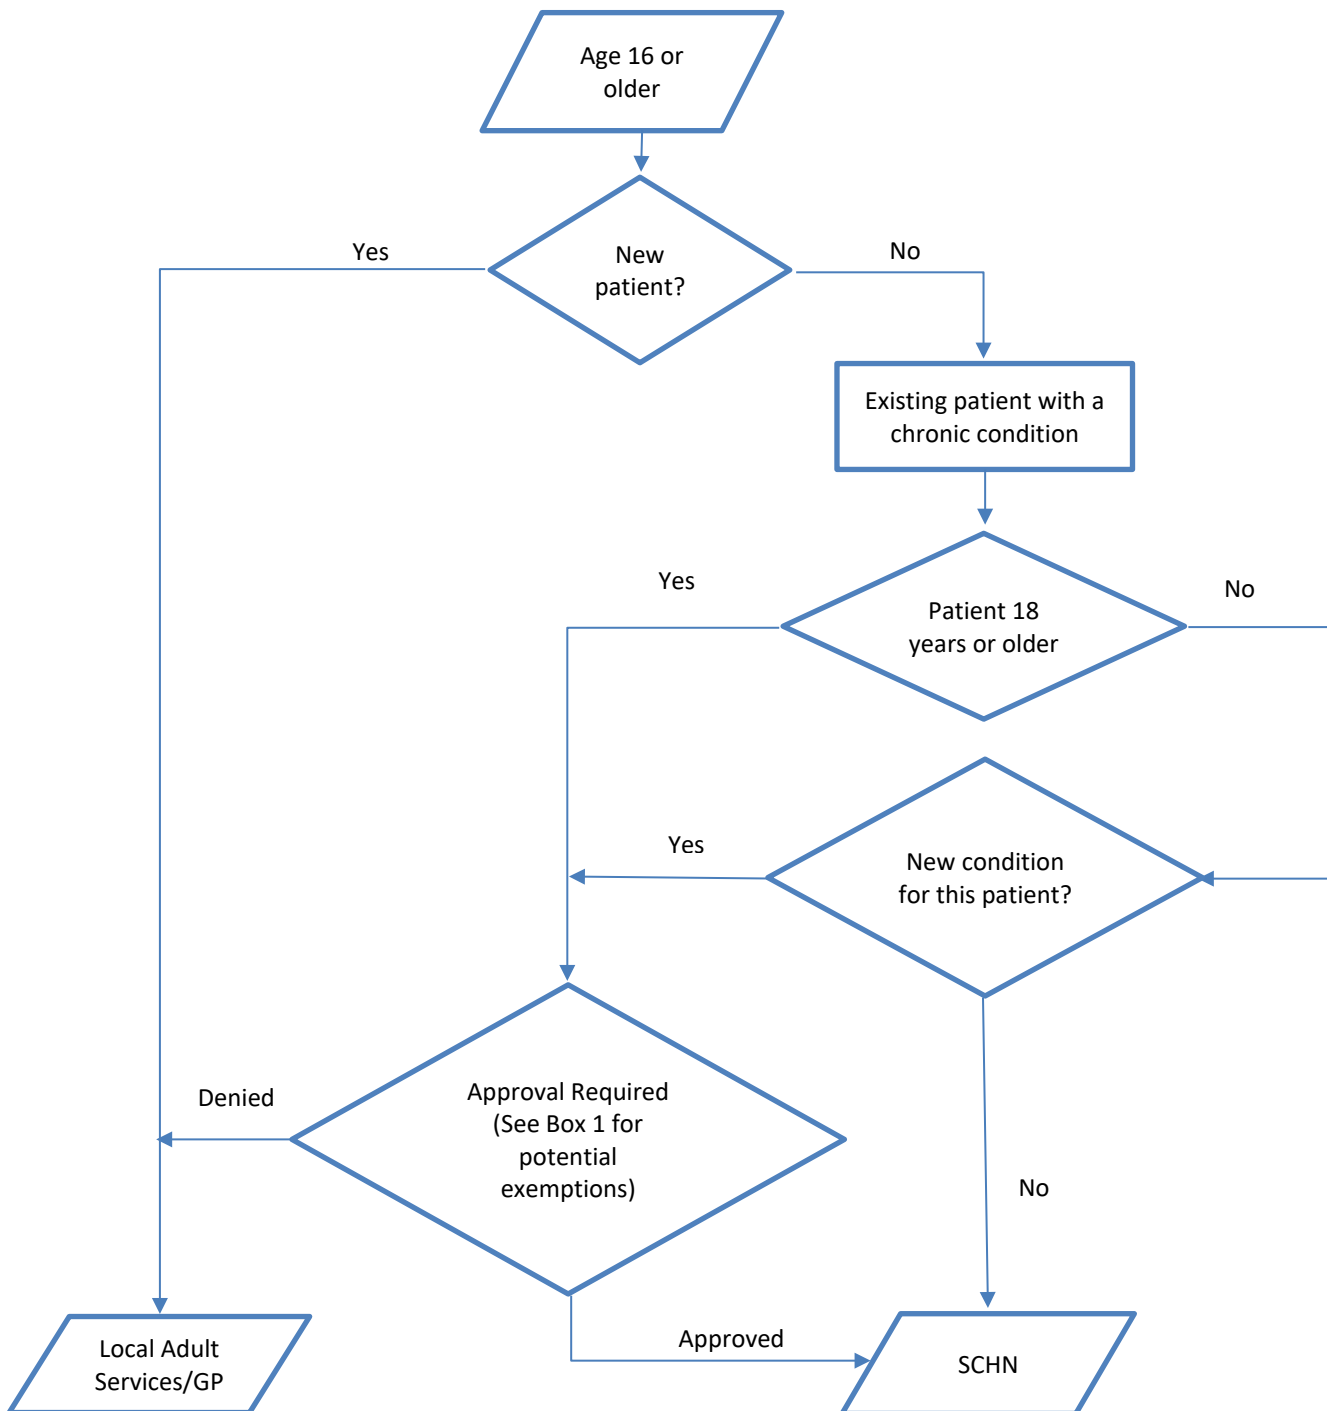 Age 16 or
older
Yes
New
patient?
No
Existing patient with a
chronic condition
Yes
Patient 18
years or older
No
Yes
New condition
for this patient?
Denied
Approval Required
(See Box 1 for
potential
exemptions)
No
Local Adult
Services/GP
Approved
SCHN